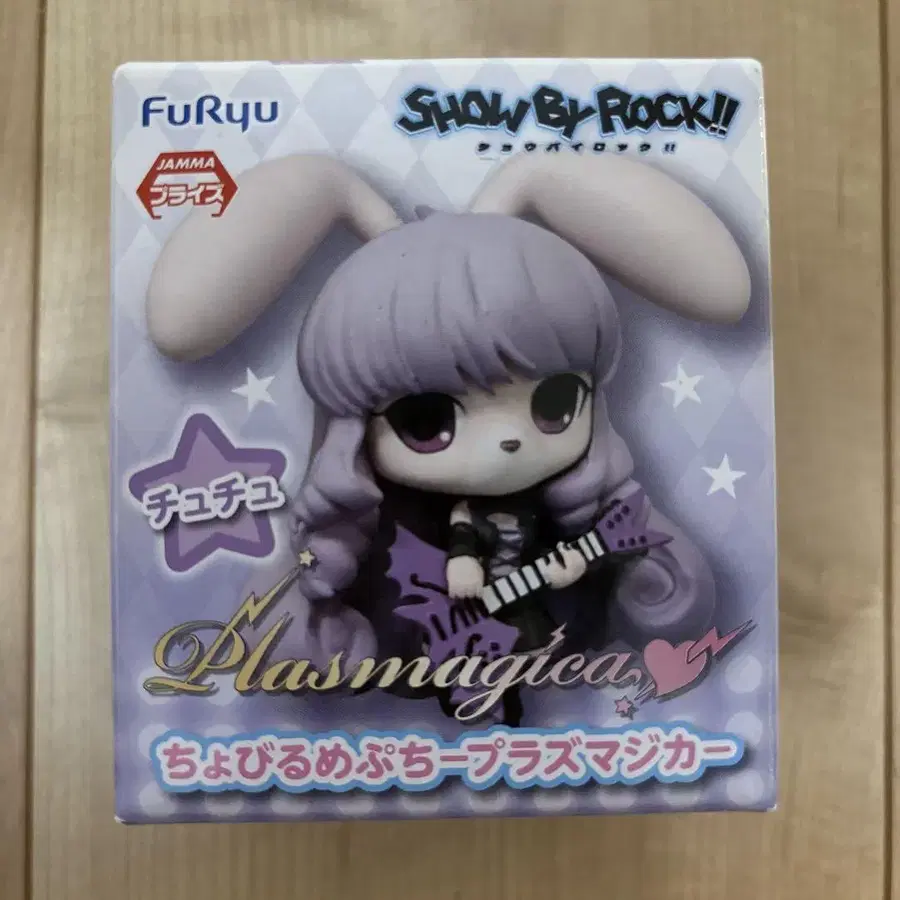 FuRyu
SHOW BY ROCK!!
ショウバイロック!!
JAMMA
プライズ
チュチュ
Plasmagica
ちょびるめぷちープラズマジカー